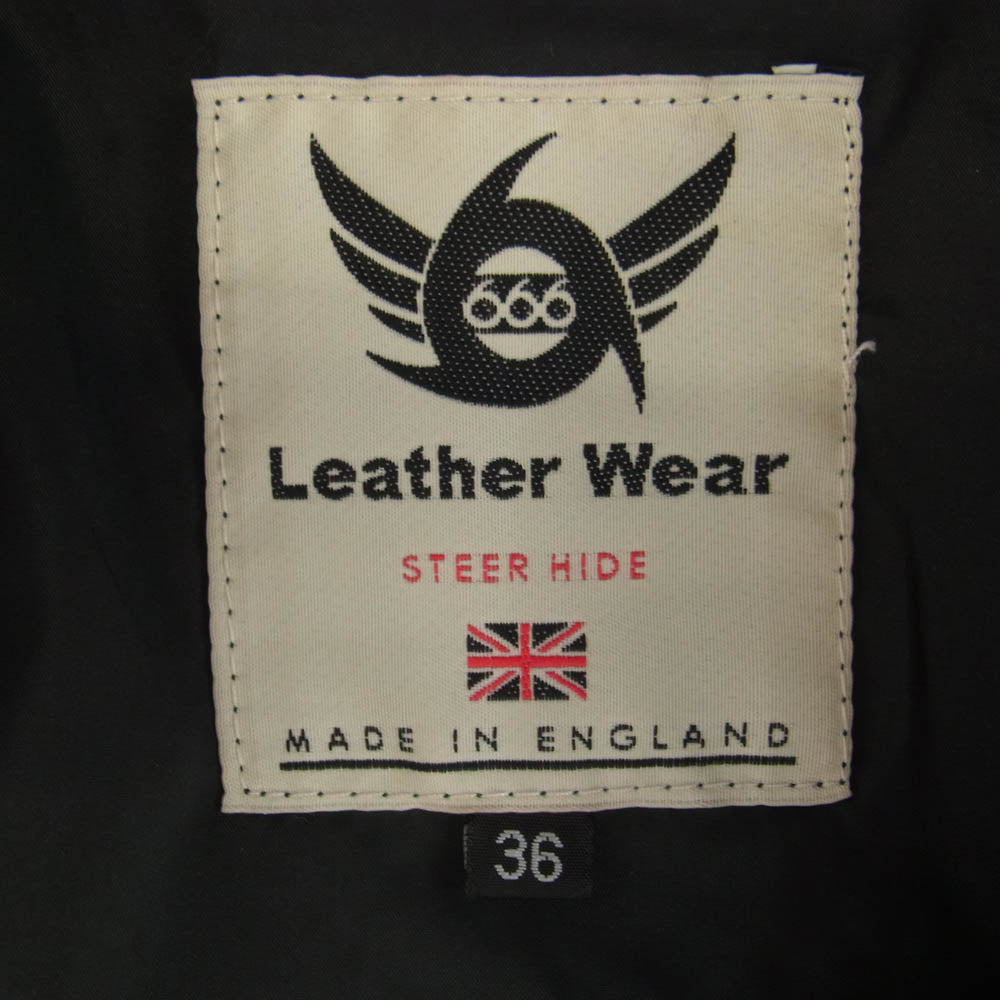 666
Leather Wear
STEER HIDE
MADE IN ENGLAND
36